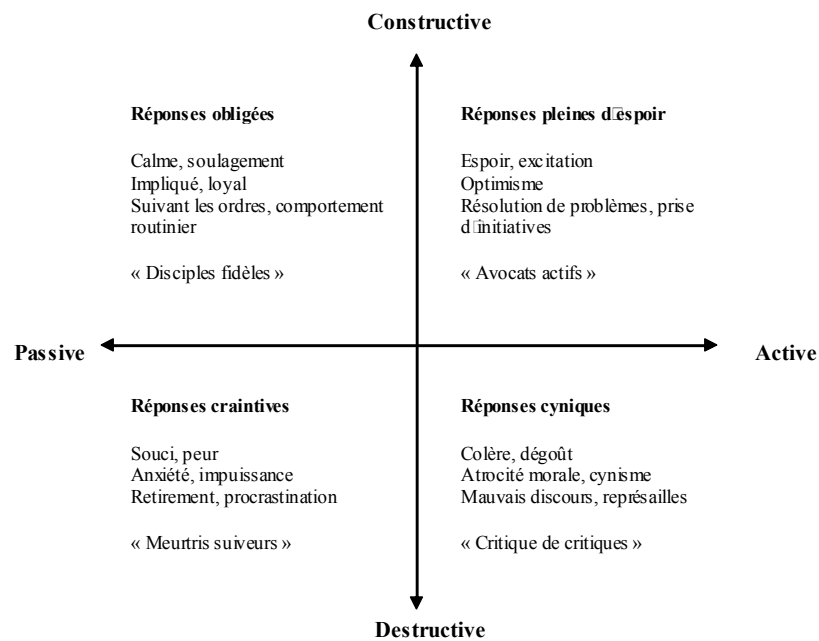 Constructive
Réponses obligées
Calme, soulagement
Impliqué, loyal
Suivant les ordres, comportement
routinier
« Disciples fidèles »
Réponses pleines d□espoir
Espoir, excitation
Optimisme
Résolution de problèmes, prise
d□initiatives
« Avocats actifs »
Passive
Active
Réponses craintives
Souci, peur
Anxiété, impuissance
Retirement, procrastination
« Meurtris suiveurs »
Réponses cyniques
Colère, dégoût
Atrocité morale, cynisme
Mauvais discours, représailles
« Critique de critiques »
Destructive